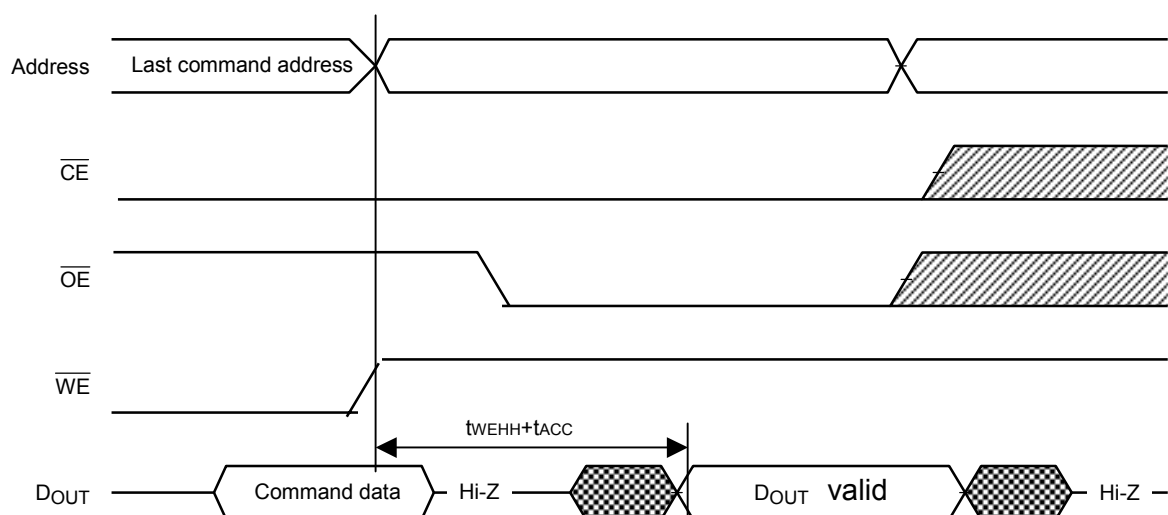 Address Last command address
CE
OE
WE
tWEHH+tACC
DOUT Command data Hi-Z DOUT valid Hi-Z